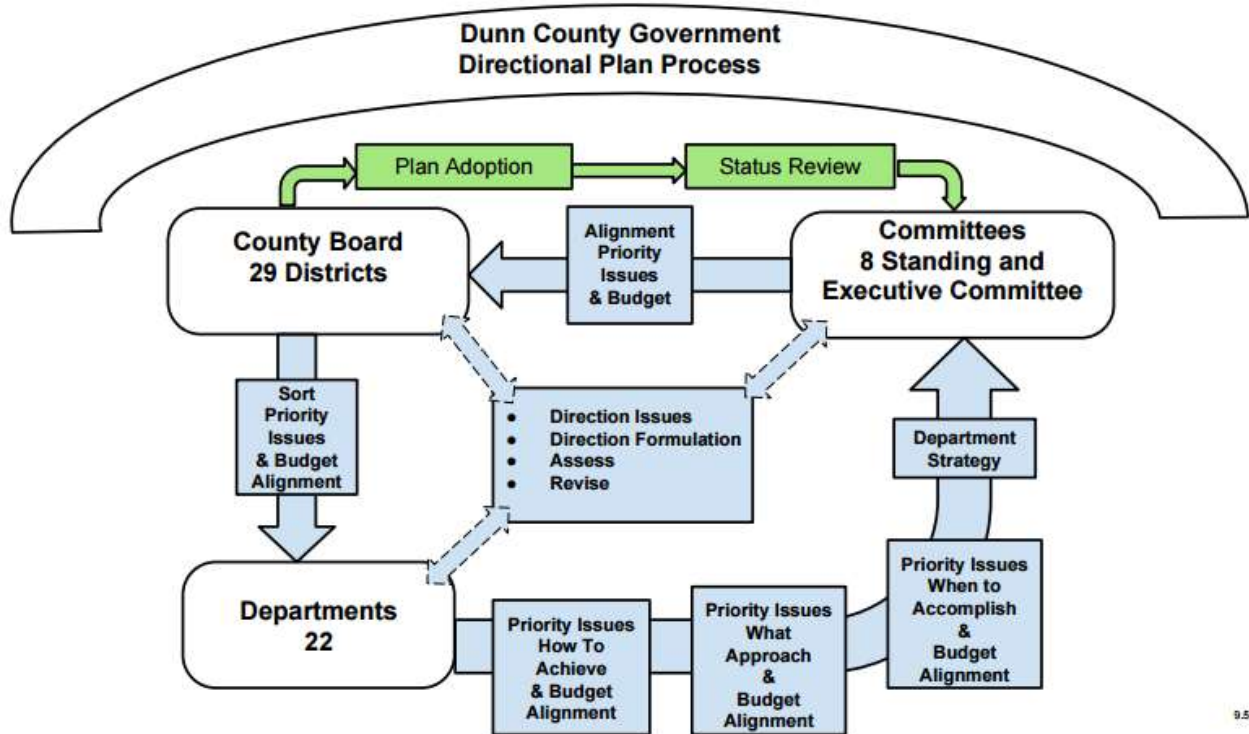 Dunn County Government
Directional Plan Process
Plan Adoption
Status Review
County Board
29 Districts
Alignment
Priority
Issues
& Budget
Committees
8 Standing and
Executive Committee
Sort
Priority
Issues
& Budget
Alignment
● Direction Issues
● Direction Formulation
● Assess
● Revise
Department
Strategy
Departments
22
Priority Issues
How To
Achieve
& Budget
Alignment
Priority Issues
What
Approach
&
Budget
Alignment
Priority Issues
When to
Accomplish
&
Budget
Alignment
9.5